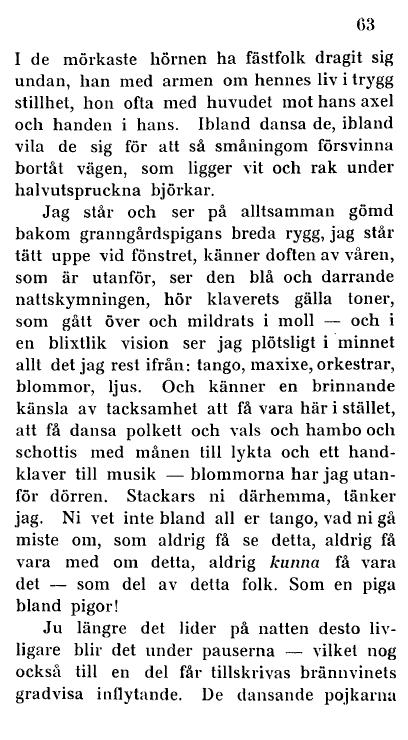 63
I de mörkaste hörnen ha fästfolk dragit sig
undan, han med armen om hennes liv i trygg
stillhet, hon ofta med huvudet mot hans axel
och handen i hans. Ibland dansa de, ibland
vila de sig för att så småningom försvinna
bortåt vägen, som ligger vit och rak under
halvutspruckna björkar.
Jag står och ser på alltsamman gömd
bakom granngårdspigans breda rygg, jag står
tätt uppe vid fönstret, känner doften av våren,
som är utanför, ser den blå och darrande
nattskymningen, hör klaverets gälla toner,
som gått över och mildrats i moll — och i
en blixtlik vision ser jag plötsligt i minnet
allt det jag rest ifrån: tango, maxixe, orkestrar,
blommor, ljus. Och känner en brinnande
känsla av tacksamhet att få vara här i stället,
att få dansa polkett och vals och hambo och
schottis med månen till lykta och ett hand-
klaver till musik — blommorna har jag utan-
för dörren. Stackars ni därhemma, tänker
jag. Ni vet inte bland all er tango, vad ni gå
miste om, som aldrig få se detta, aldrig få
vara med om detta, aldrig kunna få vara
det — som del av detta folk. Som en piga
bland pigor!
Ju längre det lider på natten desto liv-
ligare blir det under pauserna — vilket nog
också till en del får tillskrivas brännvinets
gradvisa inflytande. De dansande pojkarna